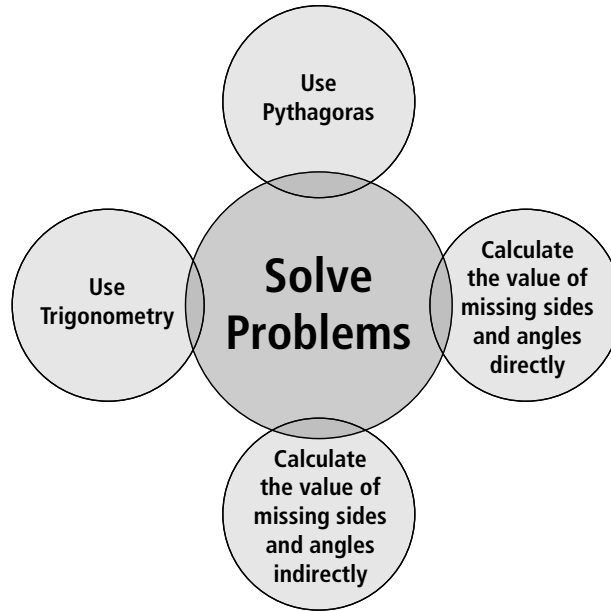 Use
Pythagoras
Use
Trigonometry
Solve
Problems
Calculate
the value of
missing sides
and angles
directly
Calculate
the value of
missing sides
and angles
indirectly